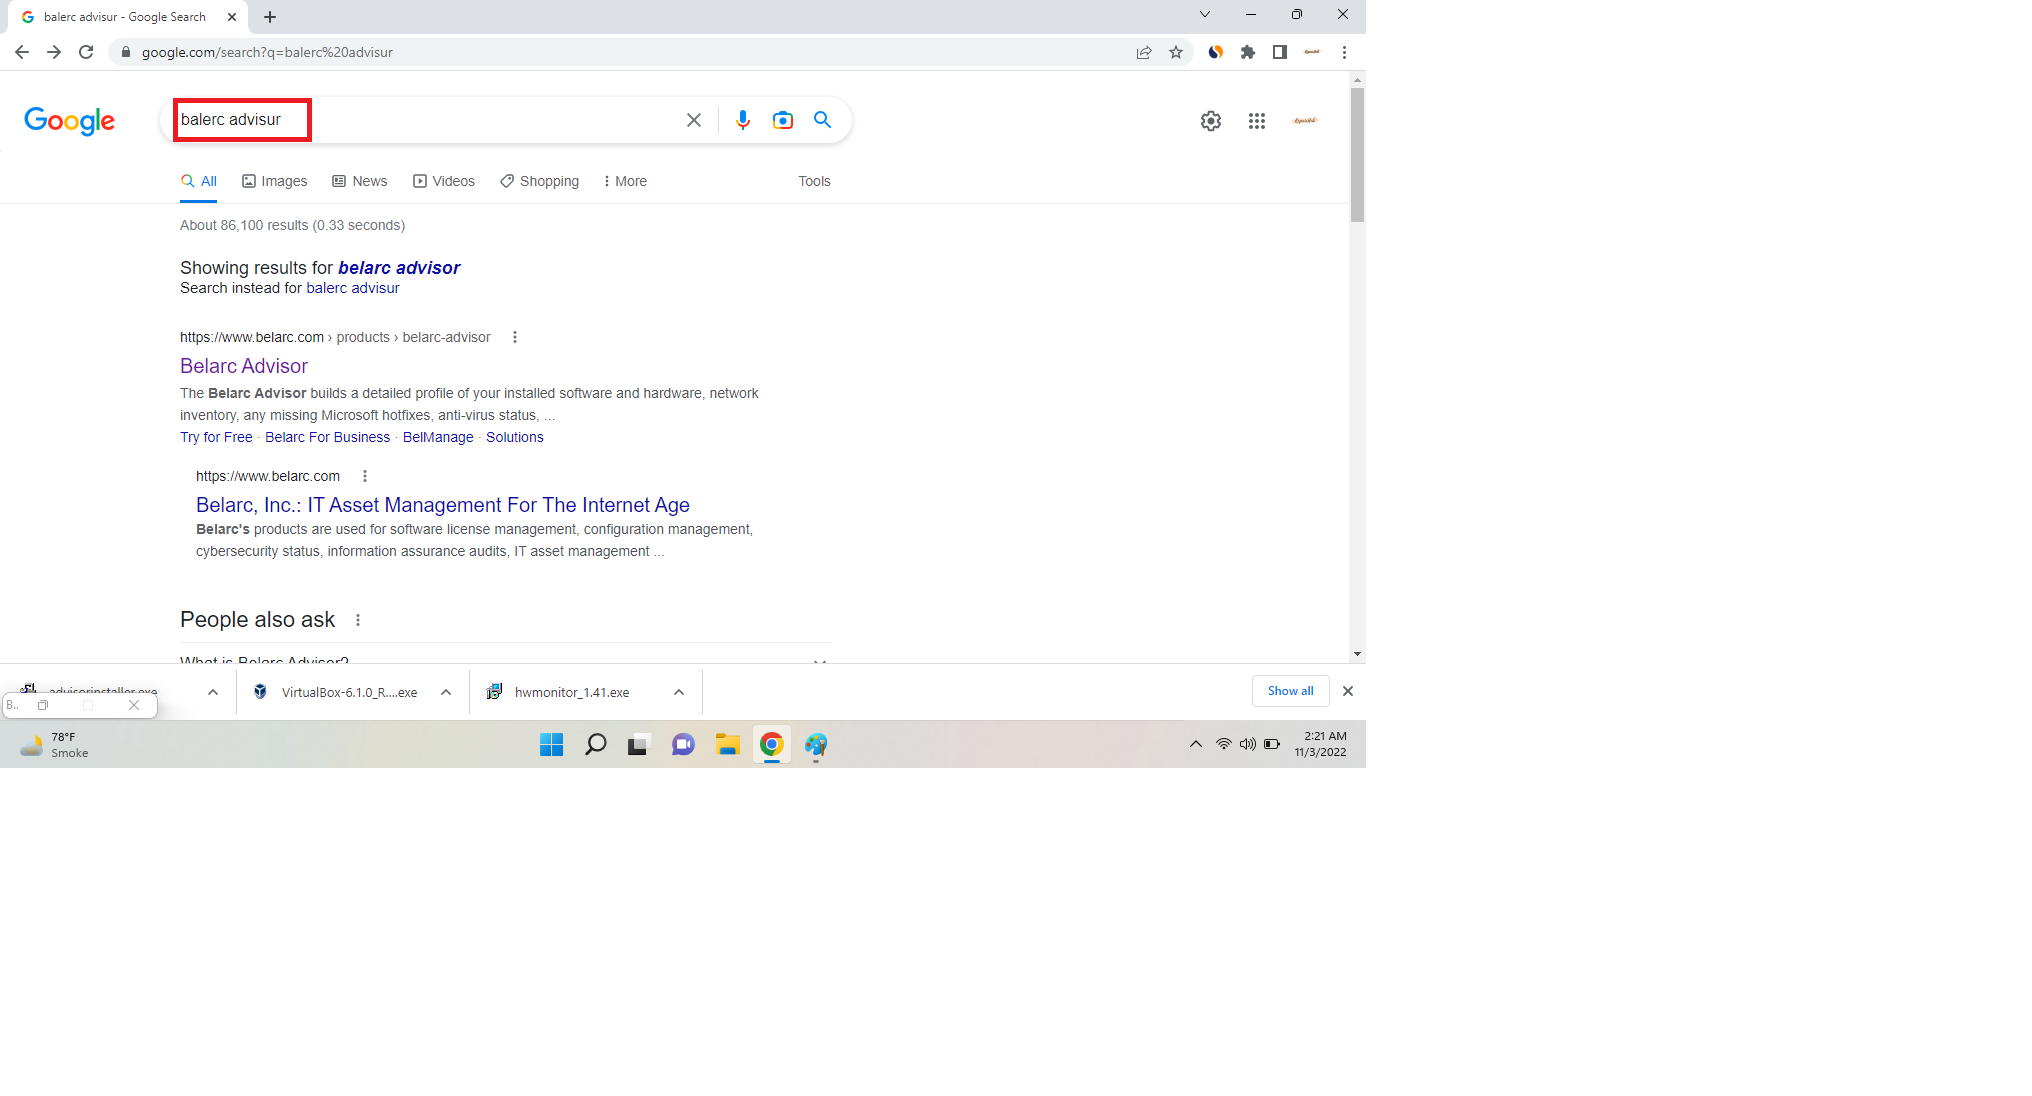 balerc advisur - Google Search
google.com/search?q=balerc%20advisur
Google
balerc advisur
All Images News Videos Shopping More Tools
About 86,100 results (0.33 seconds)
Showing results for belarc advisor
Search instead for balerc advisur
https://www.belarc.com › products › belarc-advisor
Belarc Advisor
The Belarc Advisor builds a detailed profile of your installed software and hardware, network
inventory, any missing Microsoft hotfixes, anti-virus status, ...
Try for Free · Belarc For Business · BelManage · Solutions
https://www.belarc.com
Belarc, Inc.: IT Asset Management For The Internet Age
Belarc's products are used for software license management, configuration management,
cybersecurity status, information assurance audits, IT asset management ...
People also ask
What is Belarc Advisor?
advisorinstaller.exe VirtualBox-6.1.0_R....exe hwmonitor_1.41.exe Show all
B..
78°F
Smoke
2:21 AM
11/3/2022